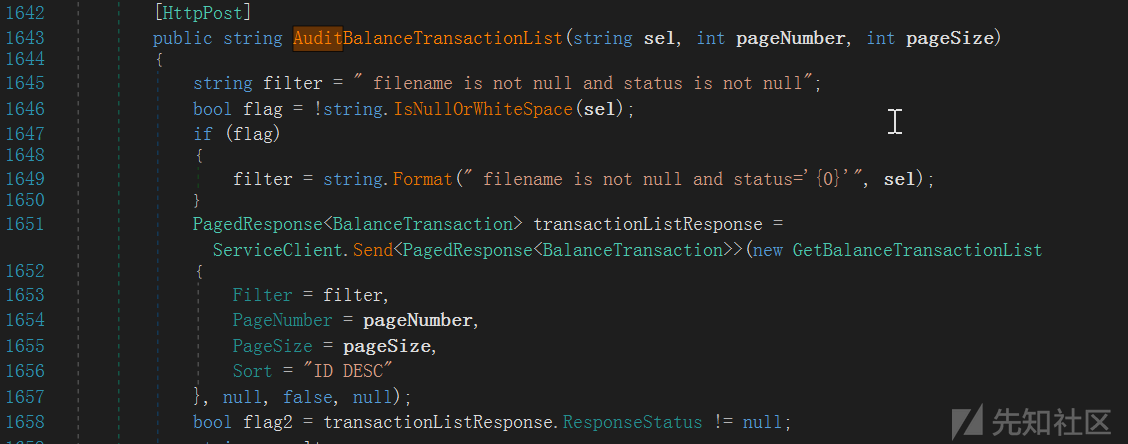 1642 [HttpPost]
1643 public string AuditBalanceTransactionList(string sel, int pageNumber, int pageSize)
1644 {
1645 string filter = " filename is not null and status is not null";
1646 bool flag = !string.IsNullOrWhiteSpace(sel);
1647 if (flag)
1648 {
1649 filter = string.Format(" filename is not null and status='{0}'", sel);
1650 }
1651 PagedResponse<BalanceTransaction> transactionListResponse =
ServiceClient.Send<PagedResponse<BalanceTransaction>>(new GetBalanceTransactionList
1652 {
1653 Filter = filter,
1654 PageNumber = pageNumber,
1655 PageSize = pageSize,
1656 Sort = "ID DESC"
1657 }, null, false, null);
1658 bool flag2 = transactionListResponse.ResponseStatus != null;
先知社区